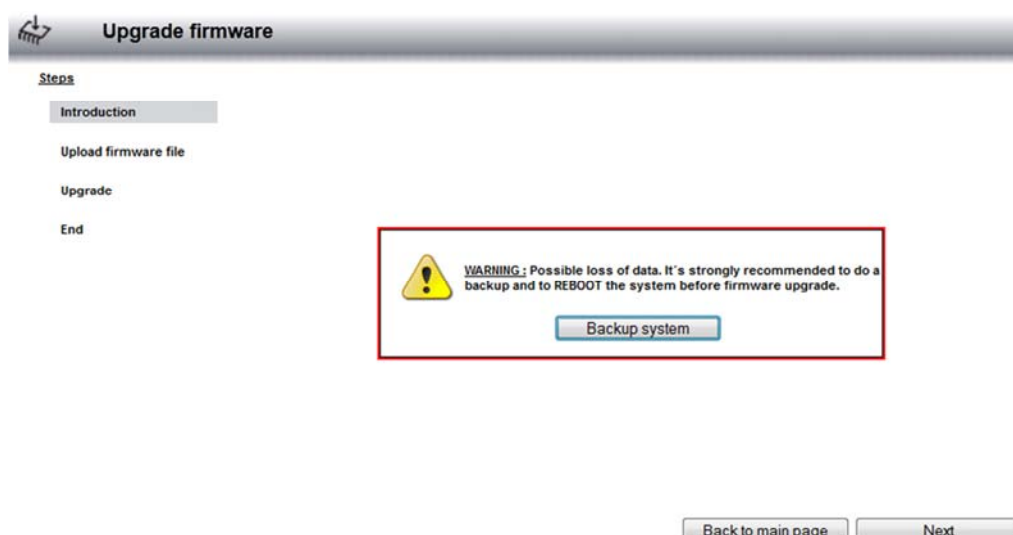 Upgrade firmware
Steps
Introduction
Upload firmware file
Upgrade
End
WARNING : Possible loss of data. It´s strongly recommended to do a
backup and to REBOOT the system before firmware upgrade.
Backup system
Back to main page
Next